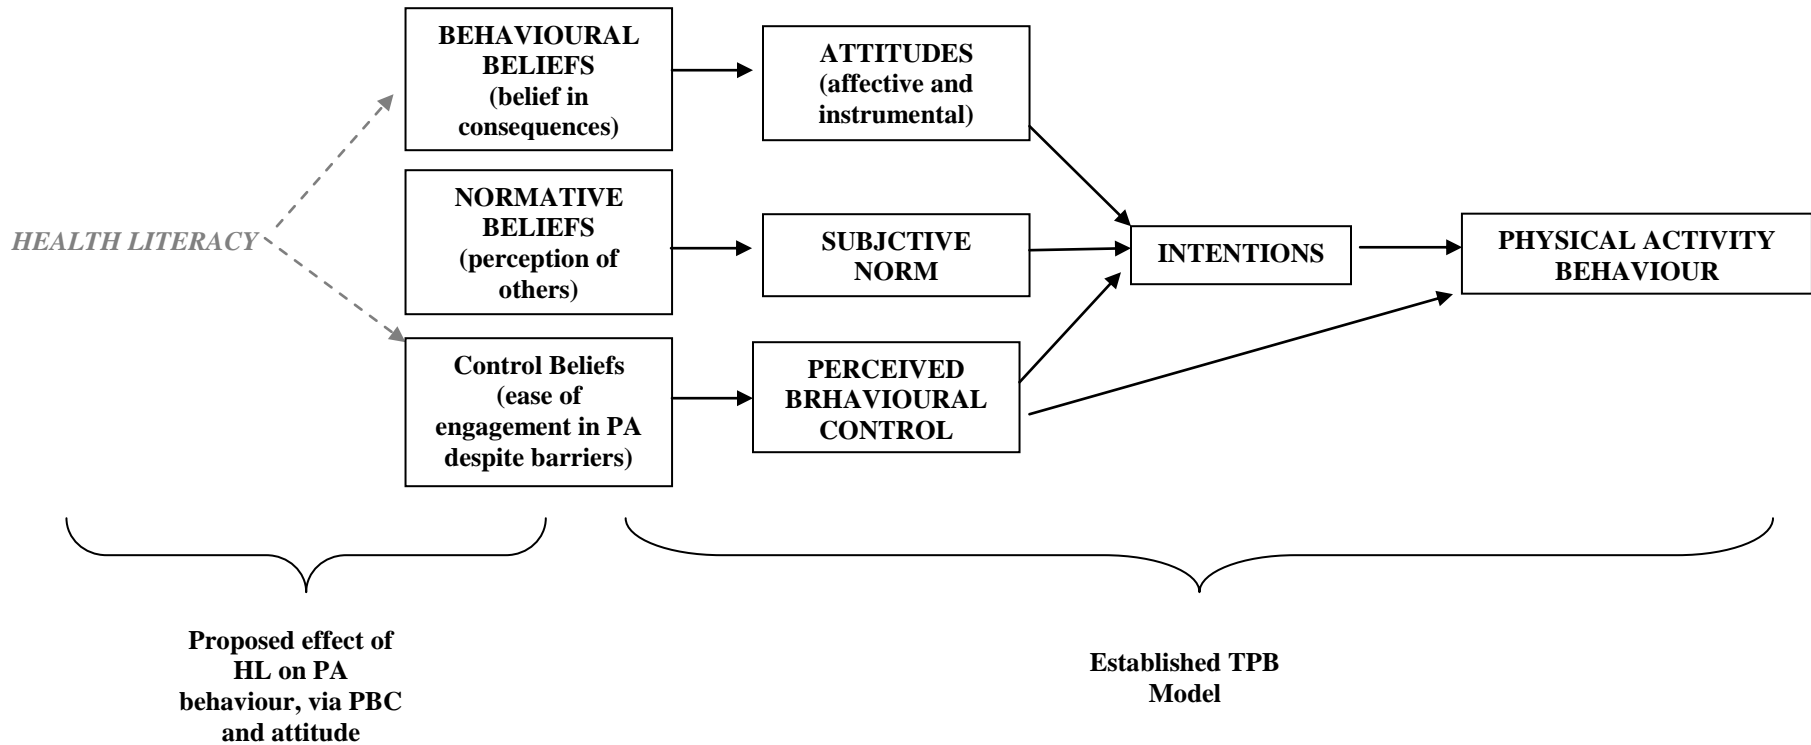 BEHAVIOURAL
BELIEFS
(belief in
consequences)
ATTITUDES
(affective and
instrumental)
HEALTH LITERACY
NORMATIVE
BELIEFS
(perception of
others)
SUBJCTIVE
NORM
INTENTIONS
PHYSICAL ACTIVITY
BEHAVIOUR
Control Beliefs
(ease of
engagement in PA
despite barriers)
PERCEIVED
BRHAVIOURAL
CONTROL
Proposed effect of
HL on PA
behaviour, via PBC
and attitude
Established TPB
Model